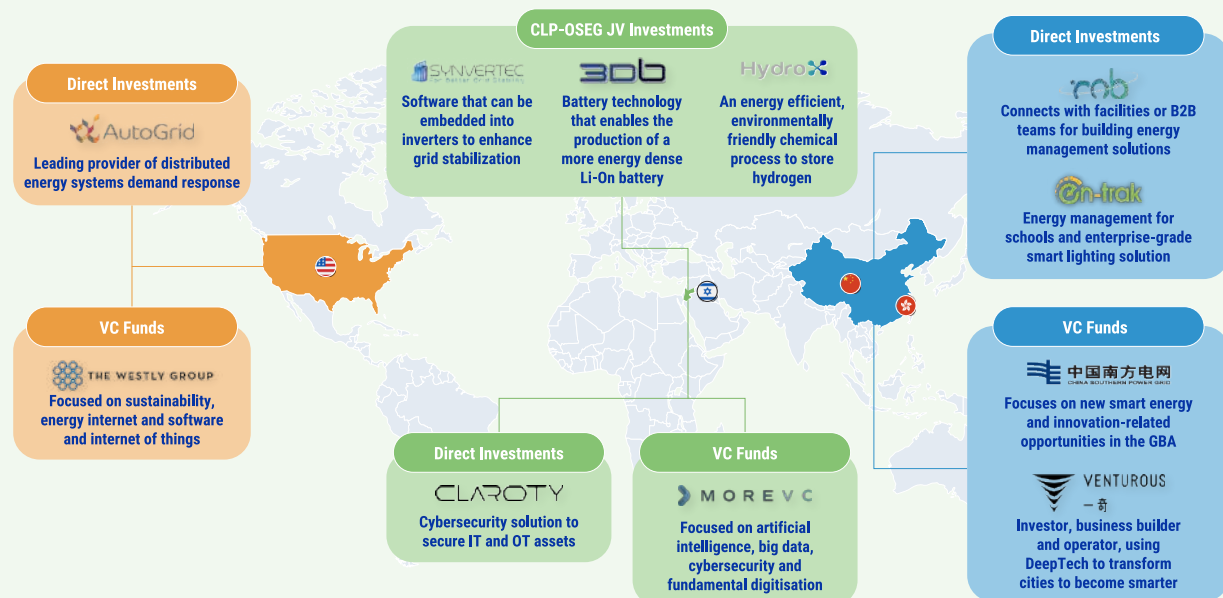 Direct Investments
AutoGrid
Leading provider of distributed
energy systems demand response
VC Funds
THE WESTLY GROUP
Focused on sustainability,
energy internet and software
and internet of things
CLP-OSEG JV Investments
SYNVERTEC
For Better Grid Stability
Software that can be
embedded into
inverters to enhance
grid stabilization
3DB
Battery technology
that enables the
production of a
more energy dense
Li-On battery
HydroX
An energy efficient,
environmentally
friendly chemical
process to store
hydrogen
Direct Investments
CLAROTY
Cybersecurity solution to
secure IT and OT assets
VC Funds
MOREVC
Focused on artificial
intelligence, big data,
cybersecurity and
fundamental digitisation
Direct Investments
Connects with facilities or B2B
teams for building energy
management solutions
En-trak
Energy management for
schools and enterprise-grade
smart lighting solution
VC Funds
中国南方电网
CHINA SOUTHERN POWER GRID
Focuses on new smart energy
and innovation-related
opportunities in the GBA
VENTUROUS
一奇
Investor, business builder
and operator, using
DeepTech to transform
cities to become smarter